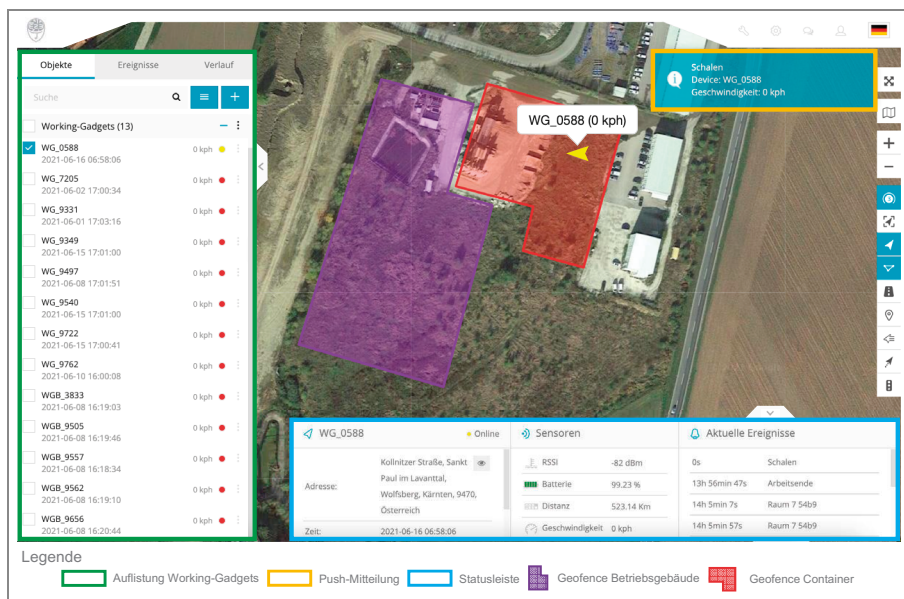 Objekte Ereignisse Verlauf
Suche
Working-Gadgets (13)
WG_0588 0 kph
2021-06-16 06:58:06
WG_7205 0 kph
2021-06-02 17:00:34
WG_9331 0 kph
2021-06-01 17:03:16
WG_9349 0 kph
2021-06-15 17:01:00
WG_9497 0 kph
2021-06-08 17:01:51
WG_9540 0 kph
2021-06-15 17:01:00
WG_9722 0 kph
2021-06-15 17:00:41
WG_9762 0 kph
2021-06-10 16:00:08
WGB_3833 0 kph
2021-06-08 16:19:03
WGB_9505 0 kph
2021-06-08 16:19:46
WGB_9557 0 kph
2021-06-08 16:18:34
WGB_9562 0 kph
2021-06-08 16:19:10
WGB_9656 0 kph
2021-06-08 16:20:44
Schalen
Device: WG_0588
Geschwindigkeit: 0 kph
WG_0588 (0 kph)
WG_0588 Online
Adresse: Kollnitzer Straße, Sankt
Paul im Lavanttal,
Wolfsberg, Kärnten, 9470,
Österreich
Zeit: 2021-06-16 06:58:06
Sensoren
RSSI -82 dBm
Batterie 99.23 %
Distanz 523.14 Km
Geschwindigkeit 0 kph
Aktuelle Ereignisse
0s Schalen
13h 56min 47s Arbeitsende
14h 5min 7s Raum 7 54b9
14h 5min 57s Raum 7 54b9
Legende
Auflistung Working-Gadgets Push-Mitteilung Statusleiste Geofence Betriebsgebäude Geofence Container